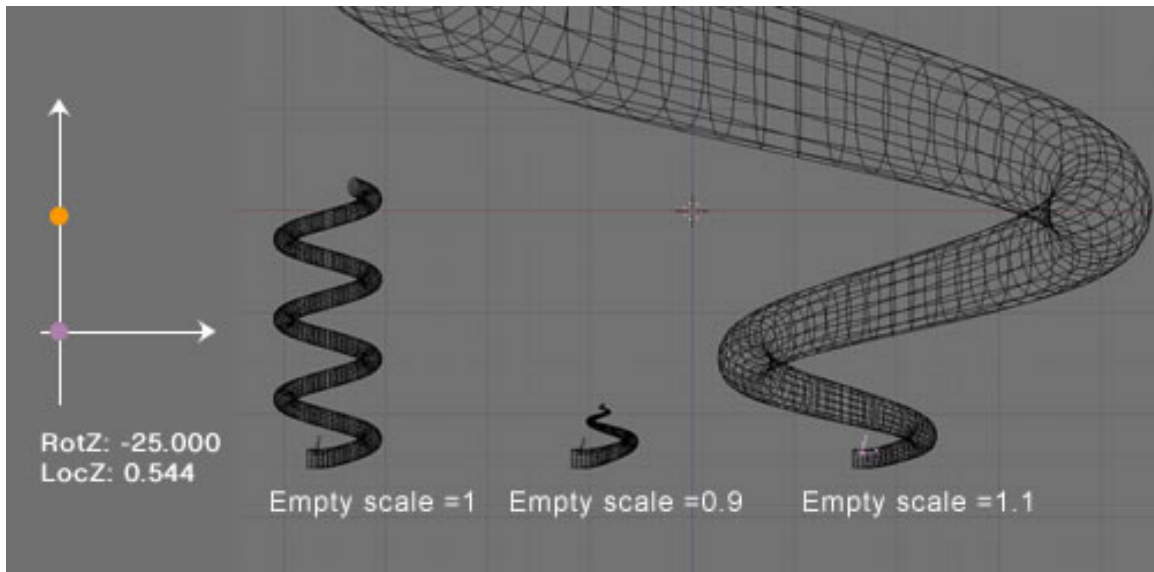 RotZ: -25.000
LocZ: 0.544
Empty scale =1
Empty scale =0.9
Empty scale =1.1